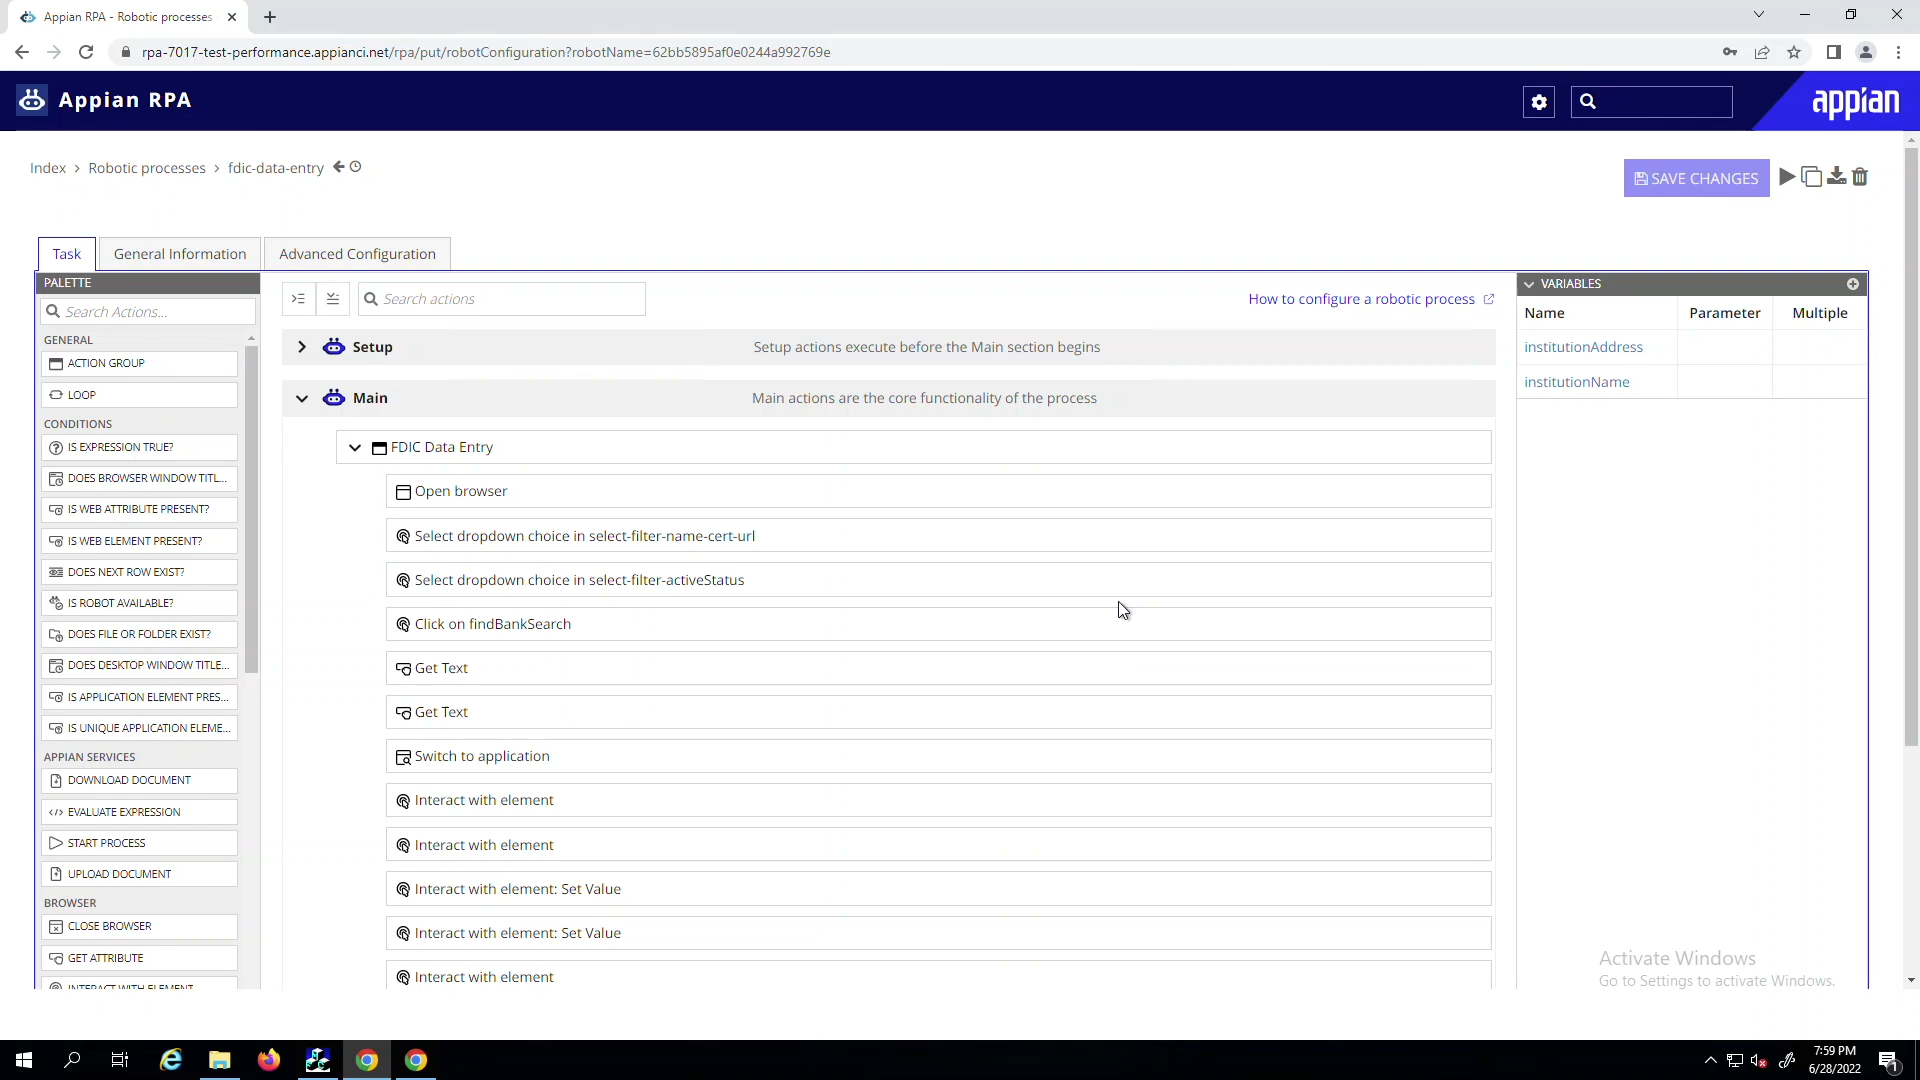 Appian RPA - Robotic processes
rpa-7017-test-performance.appianci.net/rpa/put/robotConfiguration?robotName=62bb5895af0e0244a992769e
Appian RPA
appian
Index > Robotic processes > fdic-data-entry
SAVE CHANGES
Task
General Information
Advanced Configuration
PALETTE
Search Actions...
GENERAL
ACTION GROUP
LOOP
CONDITIONS
IS EXPRESSION TRUE?
DOES BROWSER WINDOW TITL...
IS WEB ATTRIBUTE PRESENT?
IS WEB ELEMENT PRESENT?
DOES NEXT ROW EXIST?
IS ROBOT AVAILABLE?
DOES FILE OR FOLDER EXIST?
DOES DESKTOP WINDOW TITLE...
IS APPLICATION ELEMENT PRES...
IS UNIQUE APPLICATION ELEME...
APPIAN SERVICES
DOWNLOAD DOCUMENT
EVALUATE EXPRESSION
START PROCESS
UPLOAD DOCUMENT
BROWSER
CLOSE BROWSER
GET ATTRIBUTE
INTERACT WITH ELEMENT
Search actions
How to configure a robotic process
Setup
Setup actions execute before the Main section begins
Main
Main actions are the core functionality of the process
FDIC Data Entry
Open browser
Select dropdown choice in select-filter-name-cert-url
Select dropdown choice in select-filter-activeStatus
Click on findBankSearch
Get Text
Get Text
Switch to application
Interact with element
Interact with element
Interact with element: Set Value
Interact with element: Set Value
Interact with element
VARIABLES
Name Parameter Multiple
institutionAddress
institutionName
Activate Windows
Go to Settings to activate Windows.
7:59 PM
6/28/2022
1